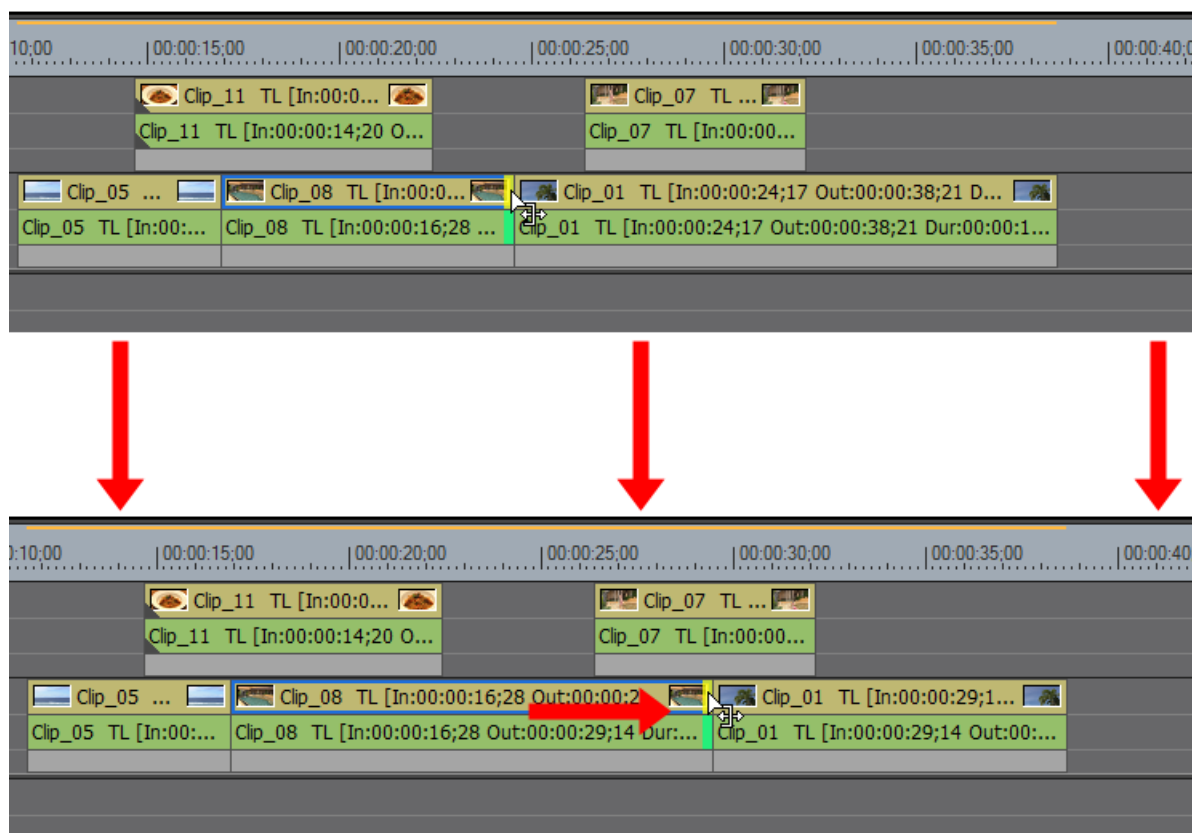 10;00 00:00:15;00 00:00:20;00 00:00:25;00 00:00:30;00 00:00:35;00 00:00:40;0
Clip_11 TL [In:00:0... Clip_07 TL ...
Clip_11 TL [In:00:00:14;20 O... Clip_07 TL [In:00:00...
Clip_05 ... Clip_08 TL [In:00:0... Clip_01 TL [In:00:00:24;17 Out:00:00:38;21 D...
Clip_05 TL [In:00:... Clip_08 TL [In:00:00:16;28 ... Clip_01 TL [In:00:00:24;17 Out:00:00:38;21 Dur:00:00:1...
:10;00 00:00:15;00 00:00:20;00 00:00:25;00 00:00:30;00 00:00:35;00 00:00:40
Clip_11 TL [In:00:0... Clip_07 TL ...
Clip_11 TL [In:00:00:14;20 O... Clip_07 TL [In:00:00...
Clip_05 ... Clip_08 TL [In:00:00:16;28 Out:00:00:2 Clip_01 TL [In:00:00:29;1...
Clip_05 TL [In:00:... Clip_08 TL [In:00:00:16;28 Out:00:00:29;14 Dur:... Clip_01 TL [In:00:00:29;14 Out:00:...